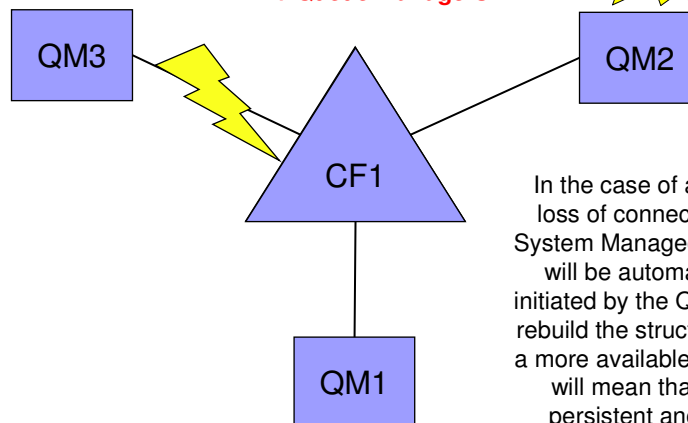 QM3
QM2
CF1
In the case of a
loss of connec
System Manage
will be automa
initiated by the Q
rebuild the struct
a more available
will mean tha
persistent and
QM1